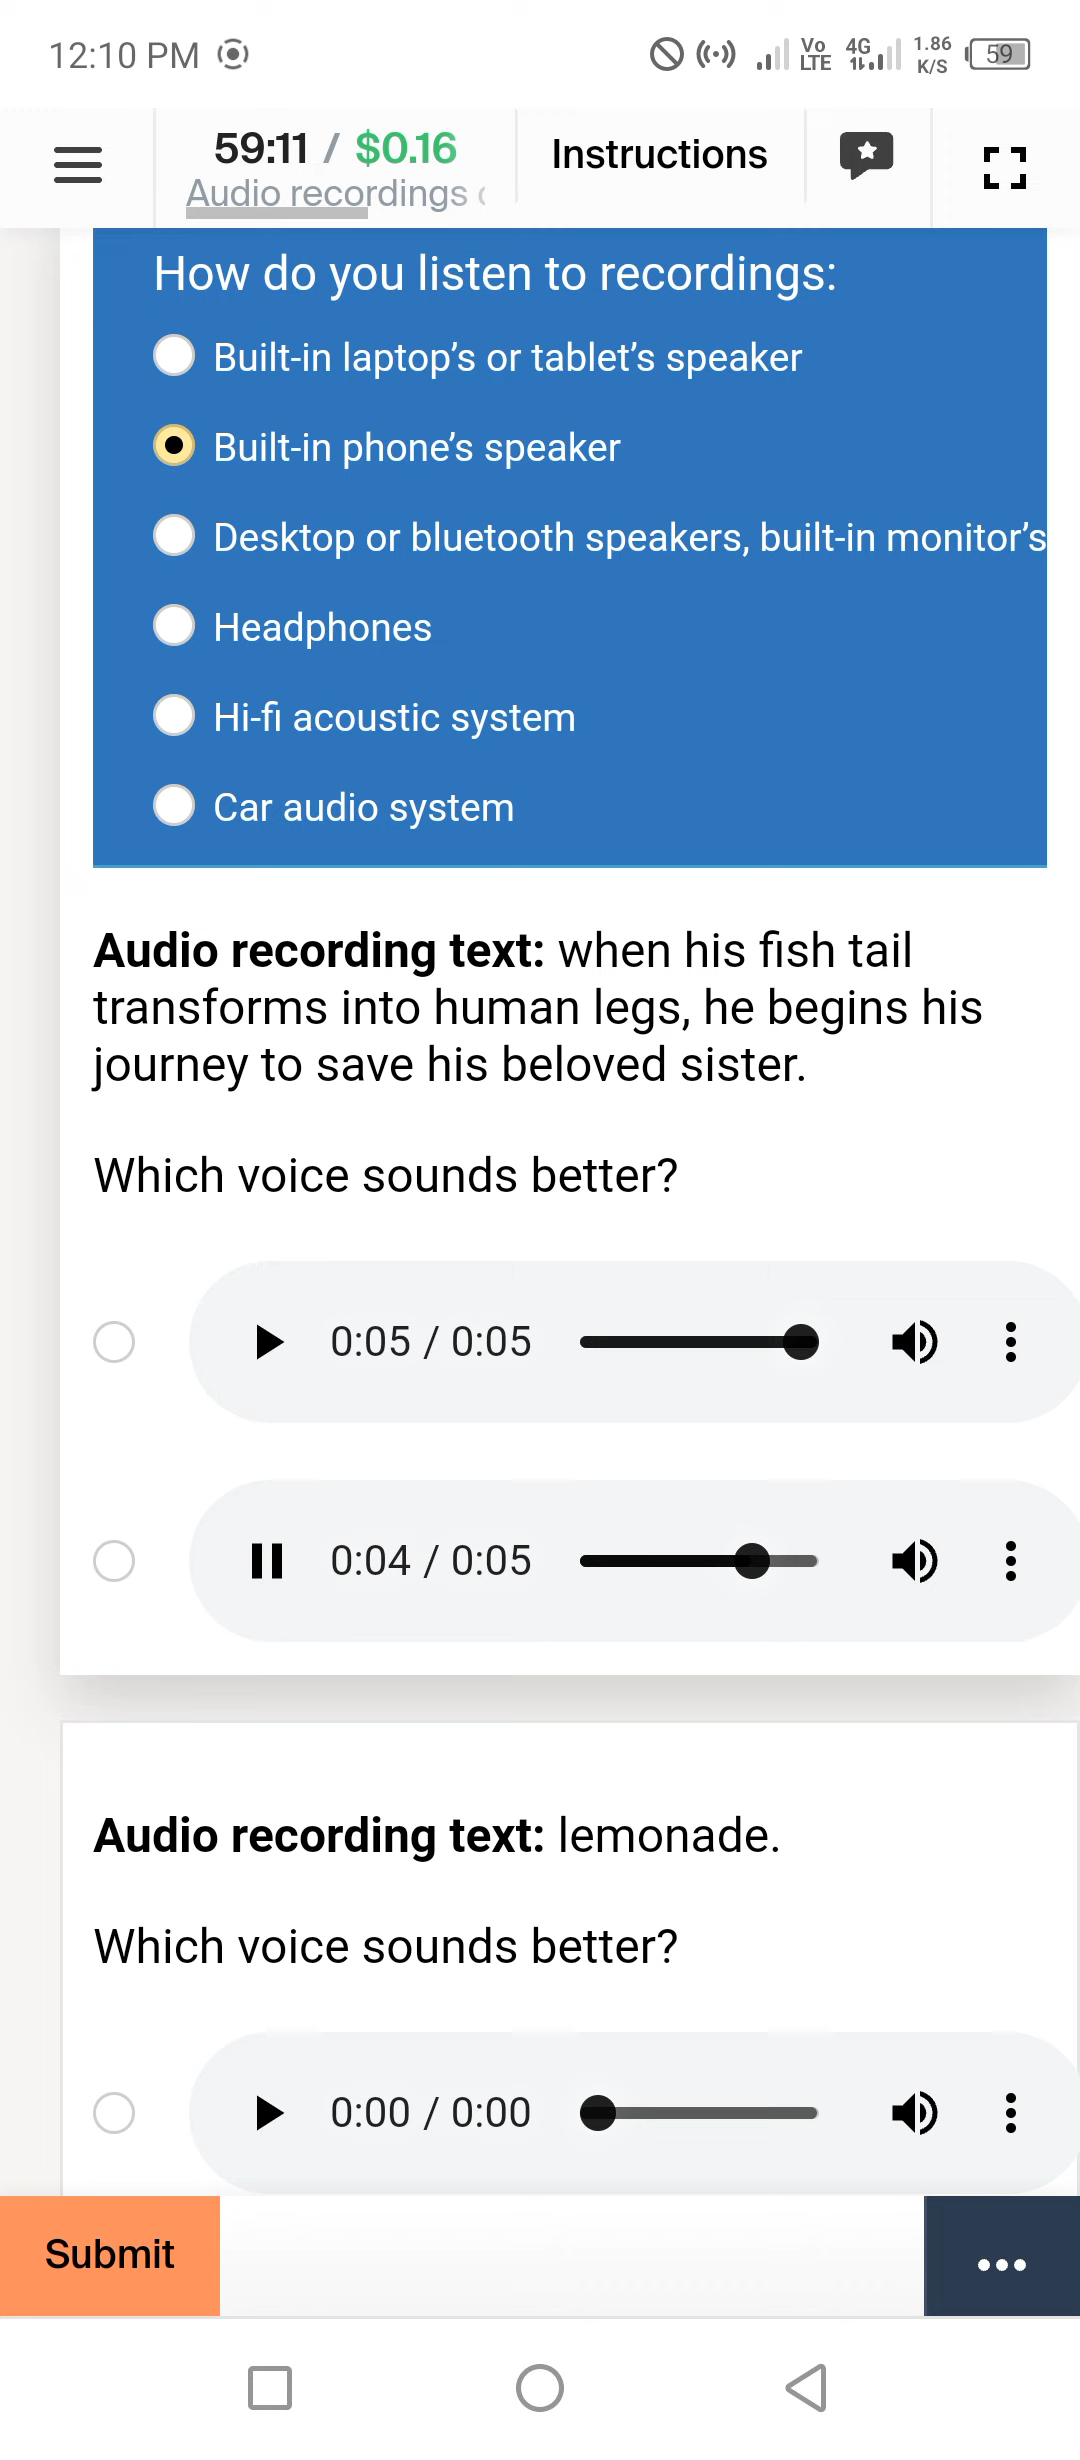 12:10 PM
Vo LTE 4G 1.86 K/S 59
59:11 / $0.16
Audio recordings
Instructions
How do you listen to recordings:
Built-in laptop’s or tablet’s speaker
Built-in phone’s speaker
Desktop or bluetooth speakers, built-in monitor’s
Headphones
Hi-fi acoustic system
Car audio system
Audio recording text: when his fish tail
transforms into human legs, he begins his
journey to save his beloved sister.
Which voice sounds better?
0:05 / 0:05
0:04 / 0:05
Audio recording text: lemonade.
Which voice sounds better?
0:00 / 0:00
Submit